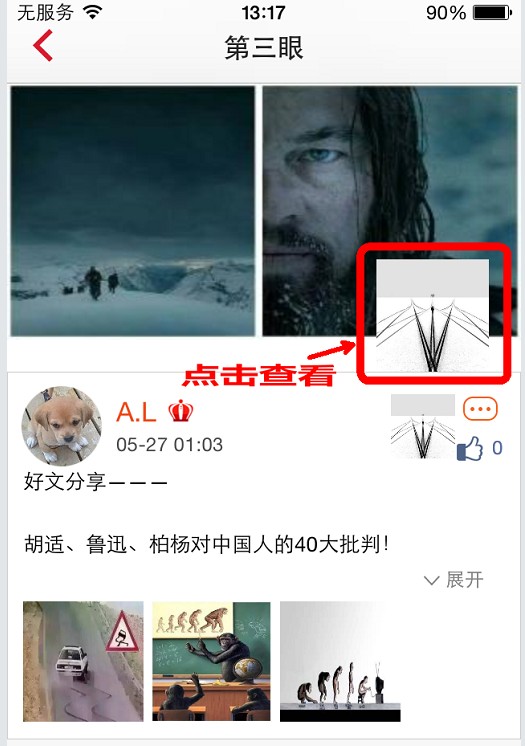 无服务 13:17 90%
第三眼
点击查看
A.L
05-27 01:03
0
好文分享———
胡适、鲁迅、柏杨对中国人的40大批判！
展开